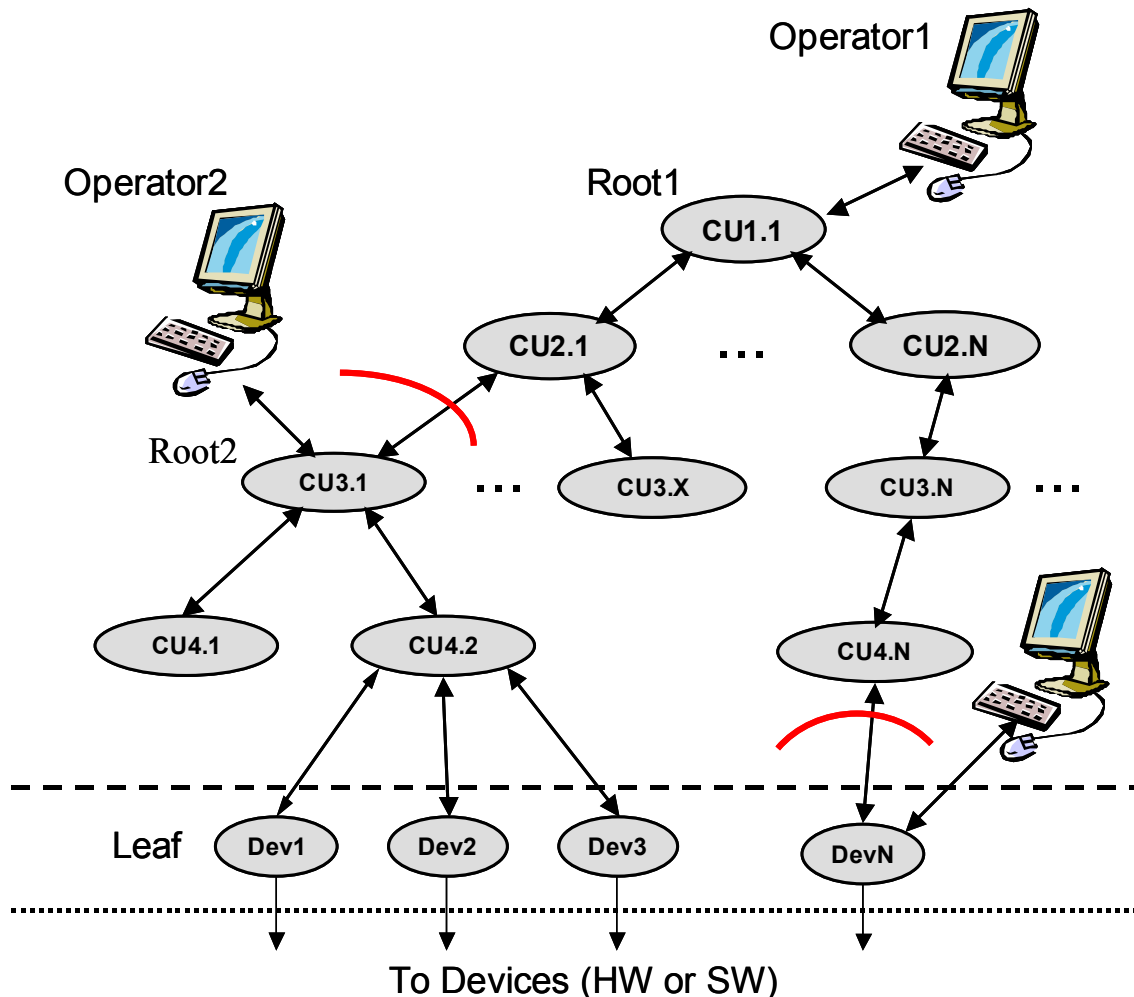 Operator1
Operator2
Root1
CU1.1
CU2.1
...
CU2.N
Root2
CU3.1
...
CU3.X
CU3.N
...
CU4.1
CU4.2
CU4.N
Leaf
Dev1
Dev2
Dev3
DevN
To Devices (HW or SW)